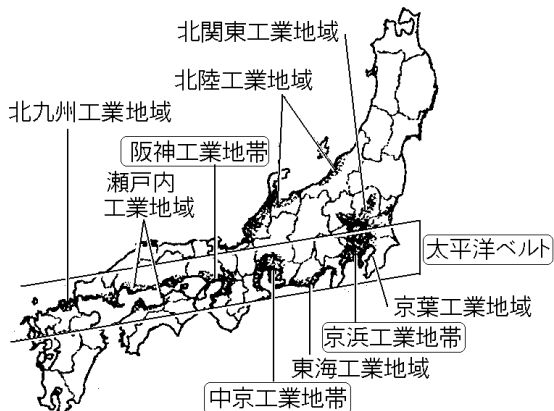 北関東工業地域
北陸工業地域
北九州工業地域
阪神工業地帯
瀬戸内
工業地域
太平洋ベルト
京葉工業地域
京浜工業地帯
東海工業地域
中京工業地帯